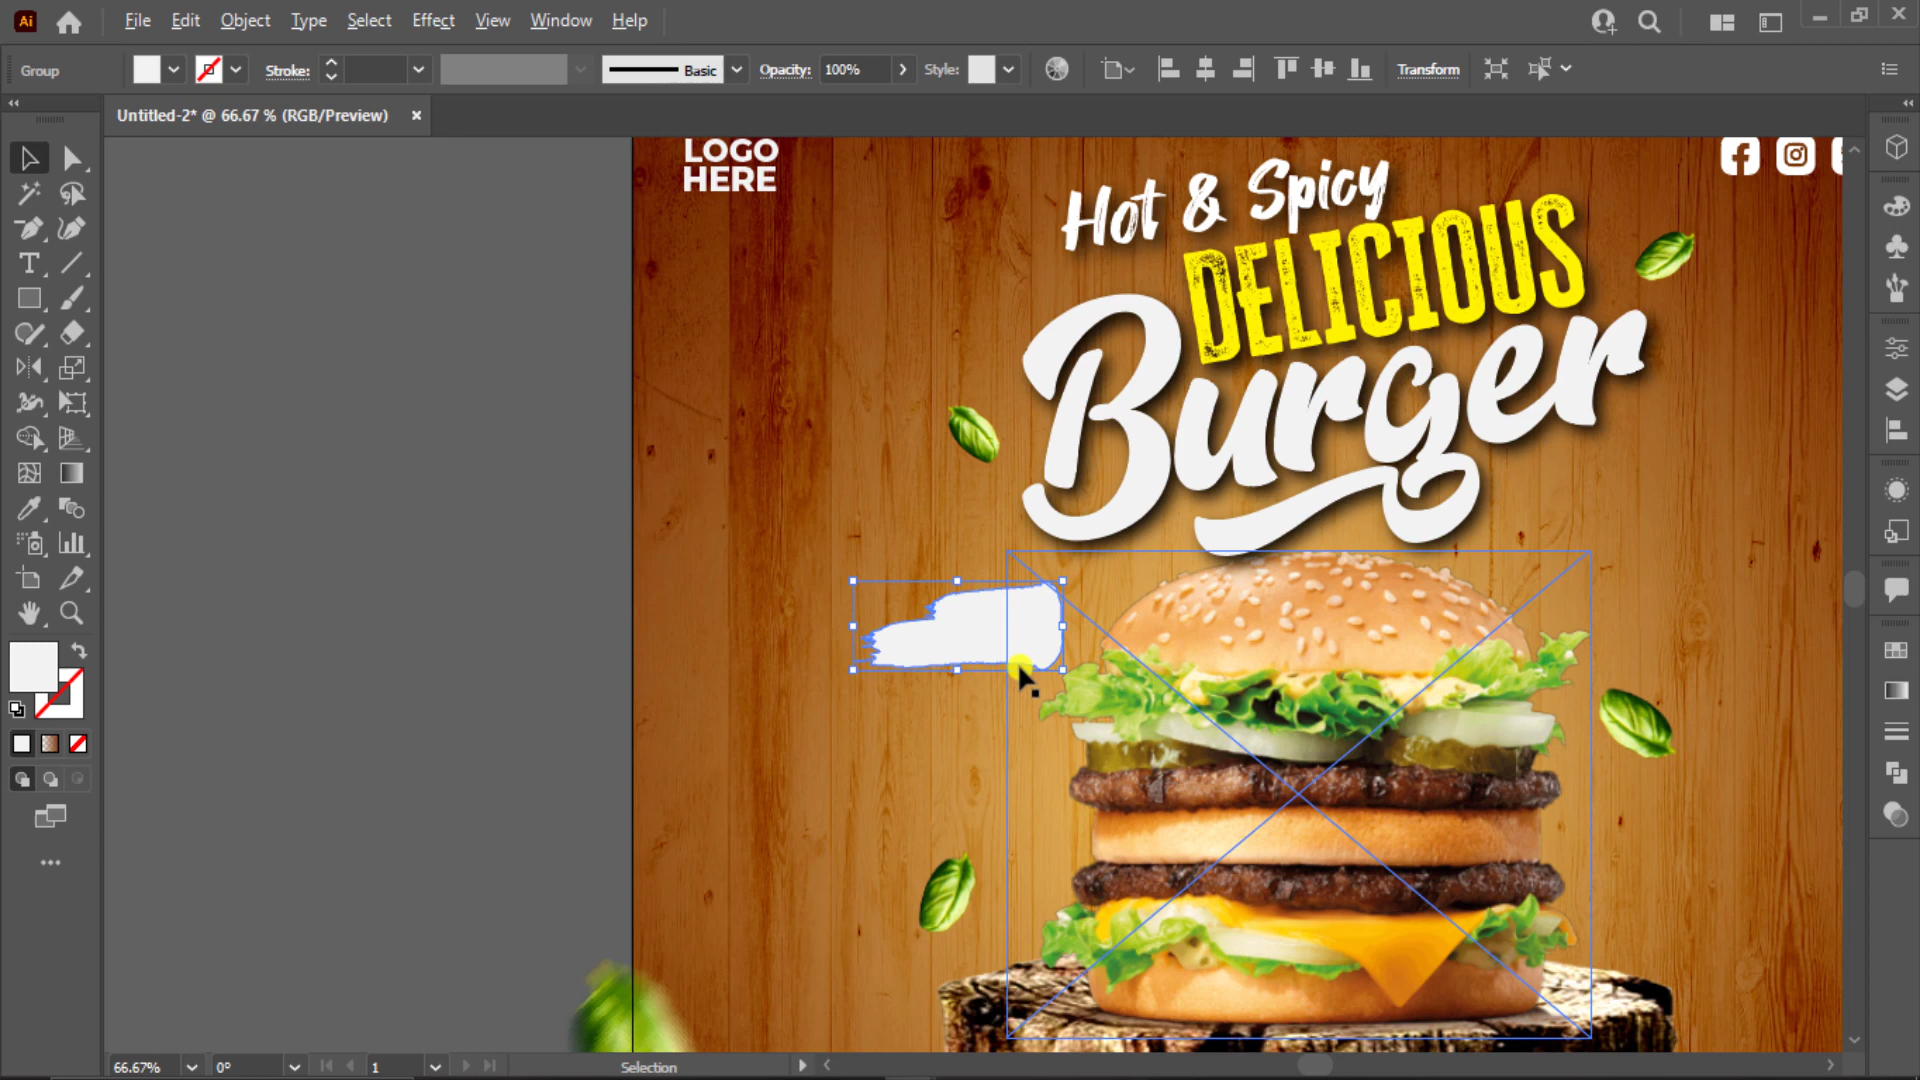 Ai File Edit Object Type Select Effect View Window Help
Group Stroke: Basic Opacity: 100% Style: Transform
Untitled-2* @ 66.67 % (RGB/Preview) ×
LOGO
HERE
Hot & Spicy
DELICIOUS
Burger
66.67% 0° 1 Selection